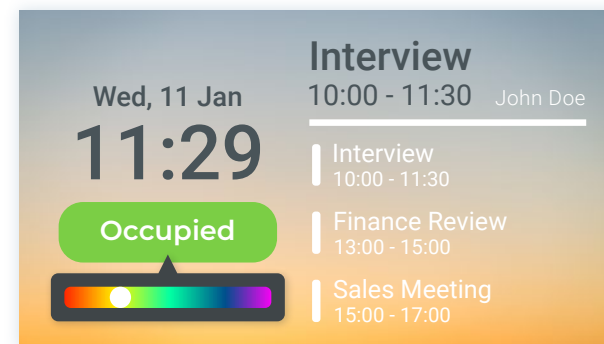 Wed, 11 Jan
11:29
Occupied
Interview
10:00 - 11:30 John Doe
Interview
10:00 - 11:30
Finance Review
13:00 - 15:00
Sales Meeting
15:00 - 17:00